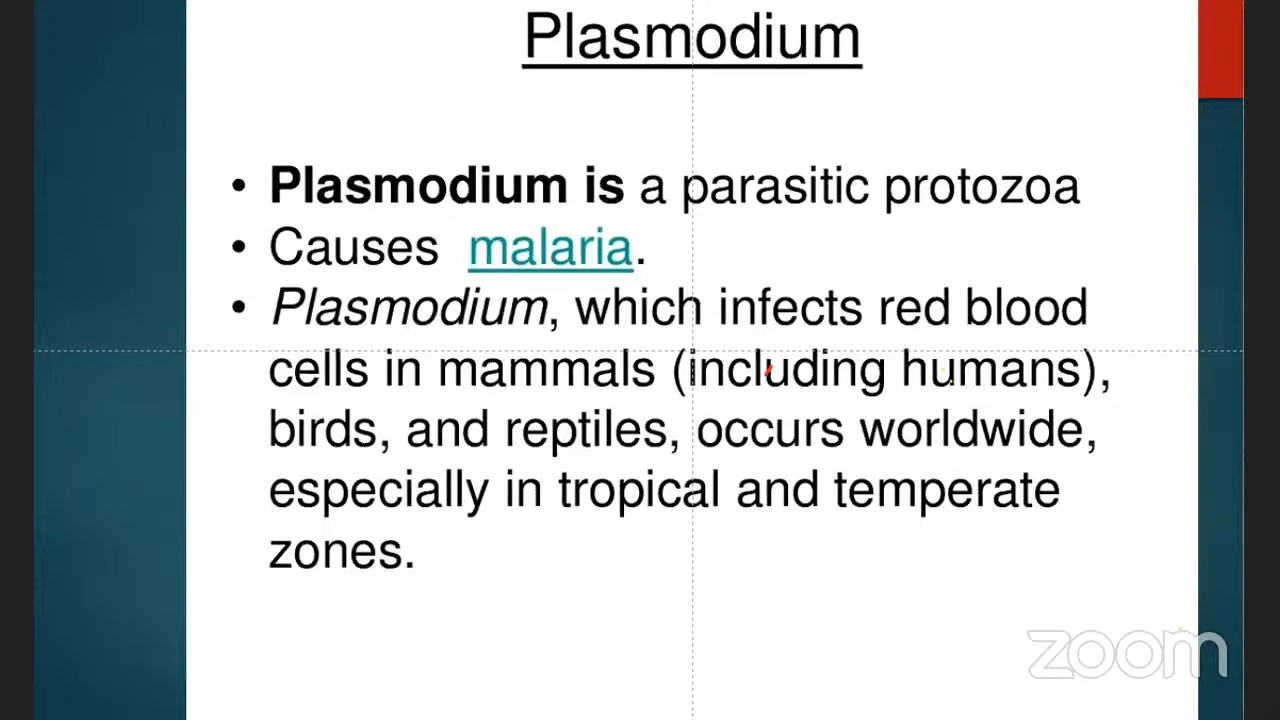 Plasmodium
• Plasmodium is a parasitic protozoa
• Causes malaria.
• Plasmodium, which infects red blood
cells in mammals (including humans),
birds, and reptiles, occurs worldwide,
especially in tropical and temperate
zones.
zoom